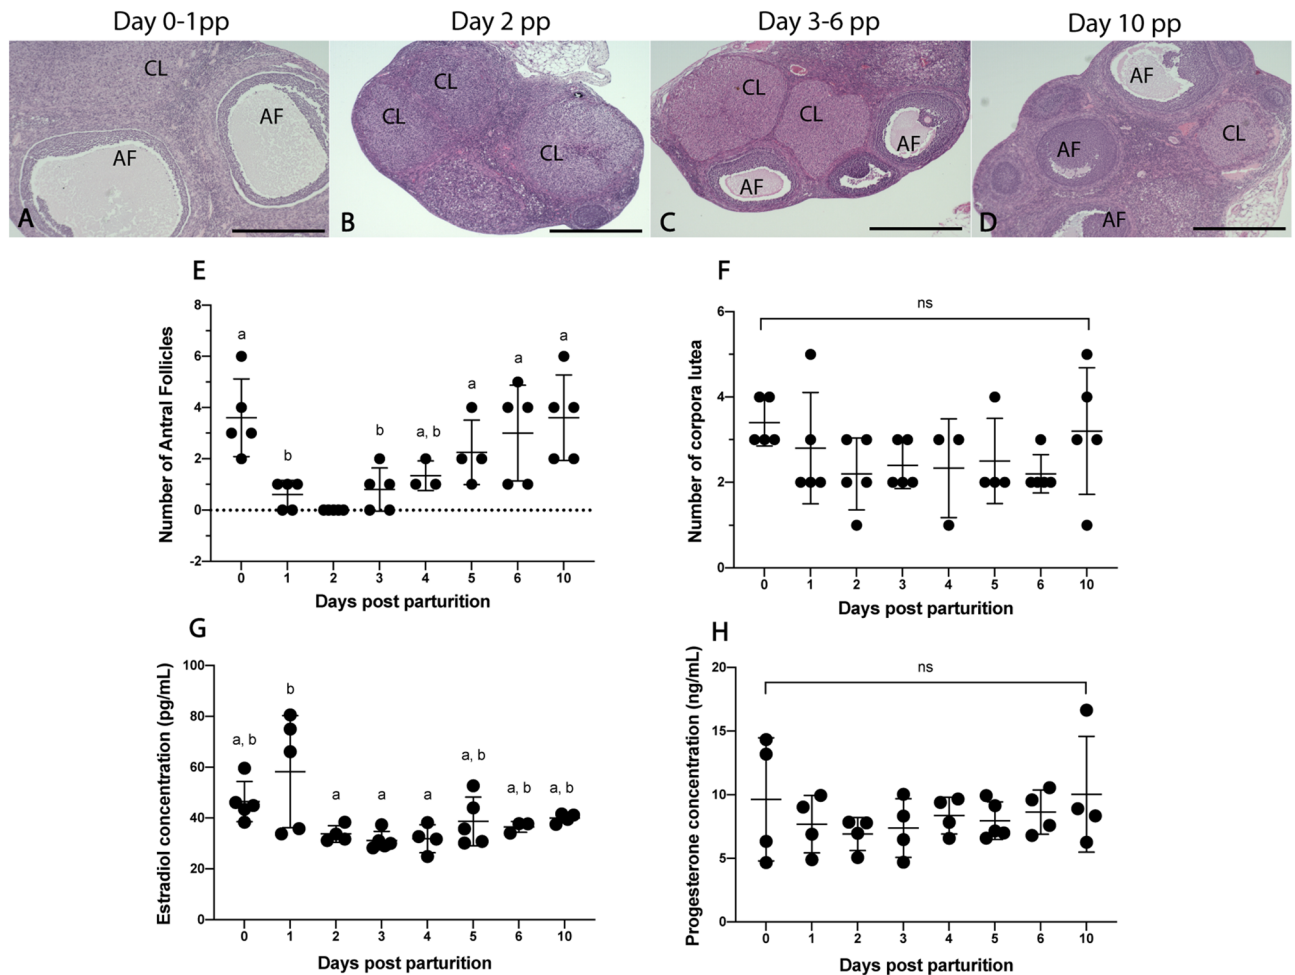 Day 0-1pp
Day 2 pp
Day 3-6 pp
Day 10 pp
CL
AF
AF
A
CL
CL
CL
B
CL
CL
AF
AF
C
AF
CL
AF
AF
D
E
8
6
4
2
0
-2
Number of Antral Follicles
a
b
b
a, b
a
a
a
0 1 2 3 4 5 6 10
Days post parturition
F
6
4
2
0
Number of corpora lutea
ns
0 1 2 3 4 5 6 10
Days post parturition
G
100
80
60
40
20
0
Estradiol concentration (pg/mL)
a, b
b
a
a
a
a, b
a, b
a, b
0 1 2 3 4 5 6 10
Days post parturition
H
20
15
10
5
0
Progesterone concentration (ng/mL)
ns
0 1 2 3 4 5 6 10
Days post parturition